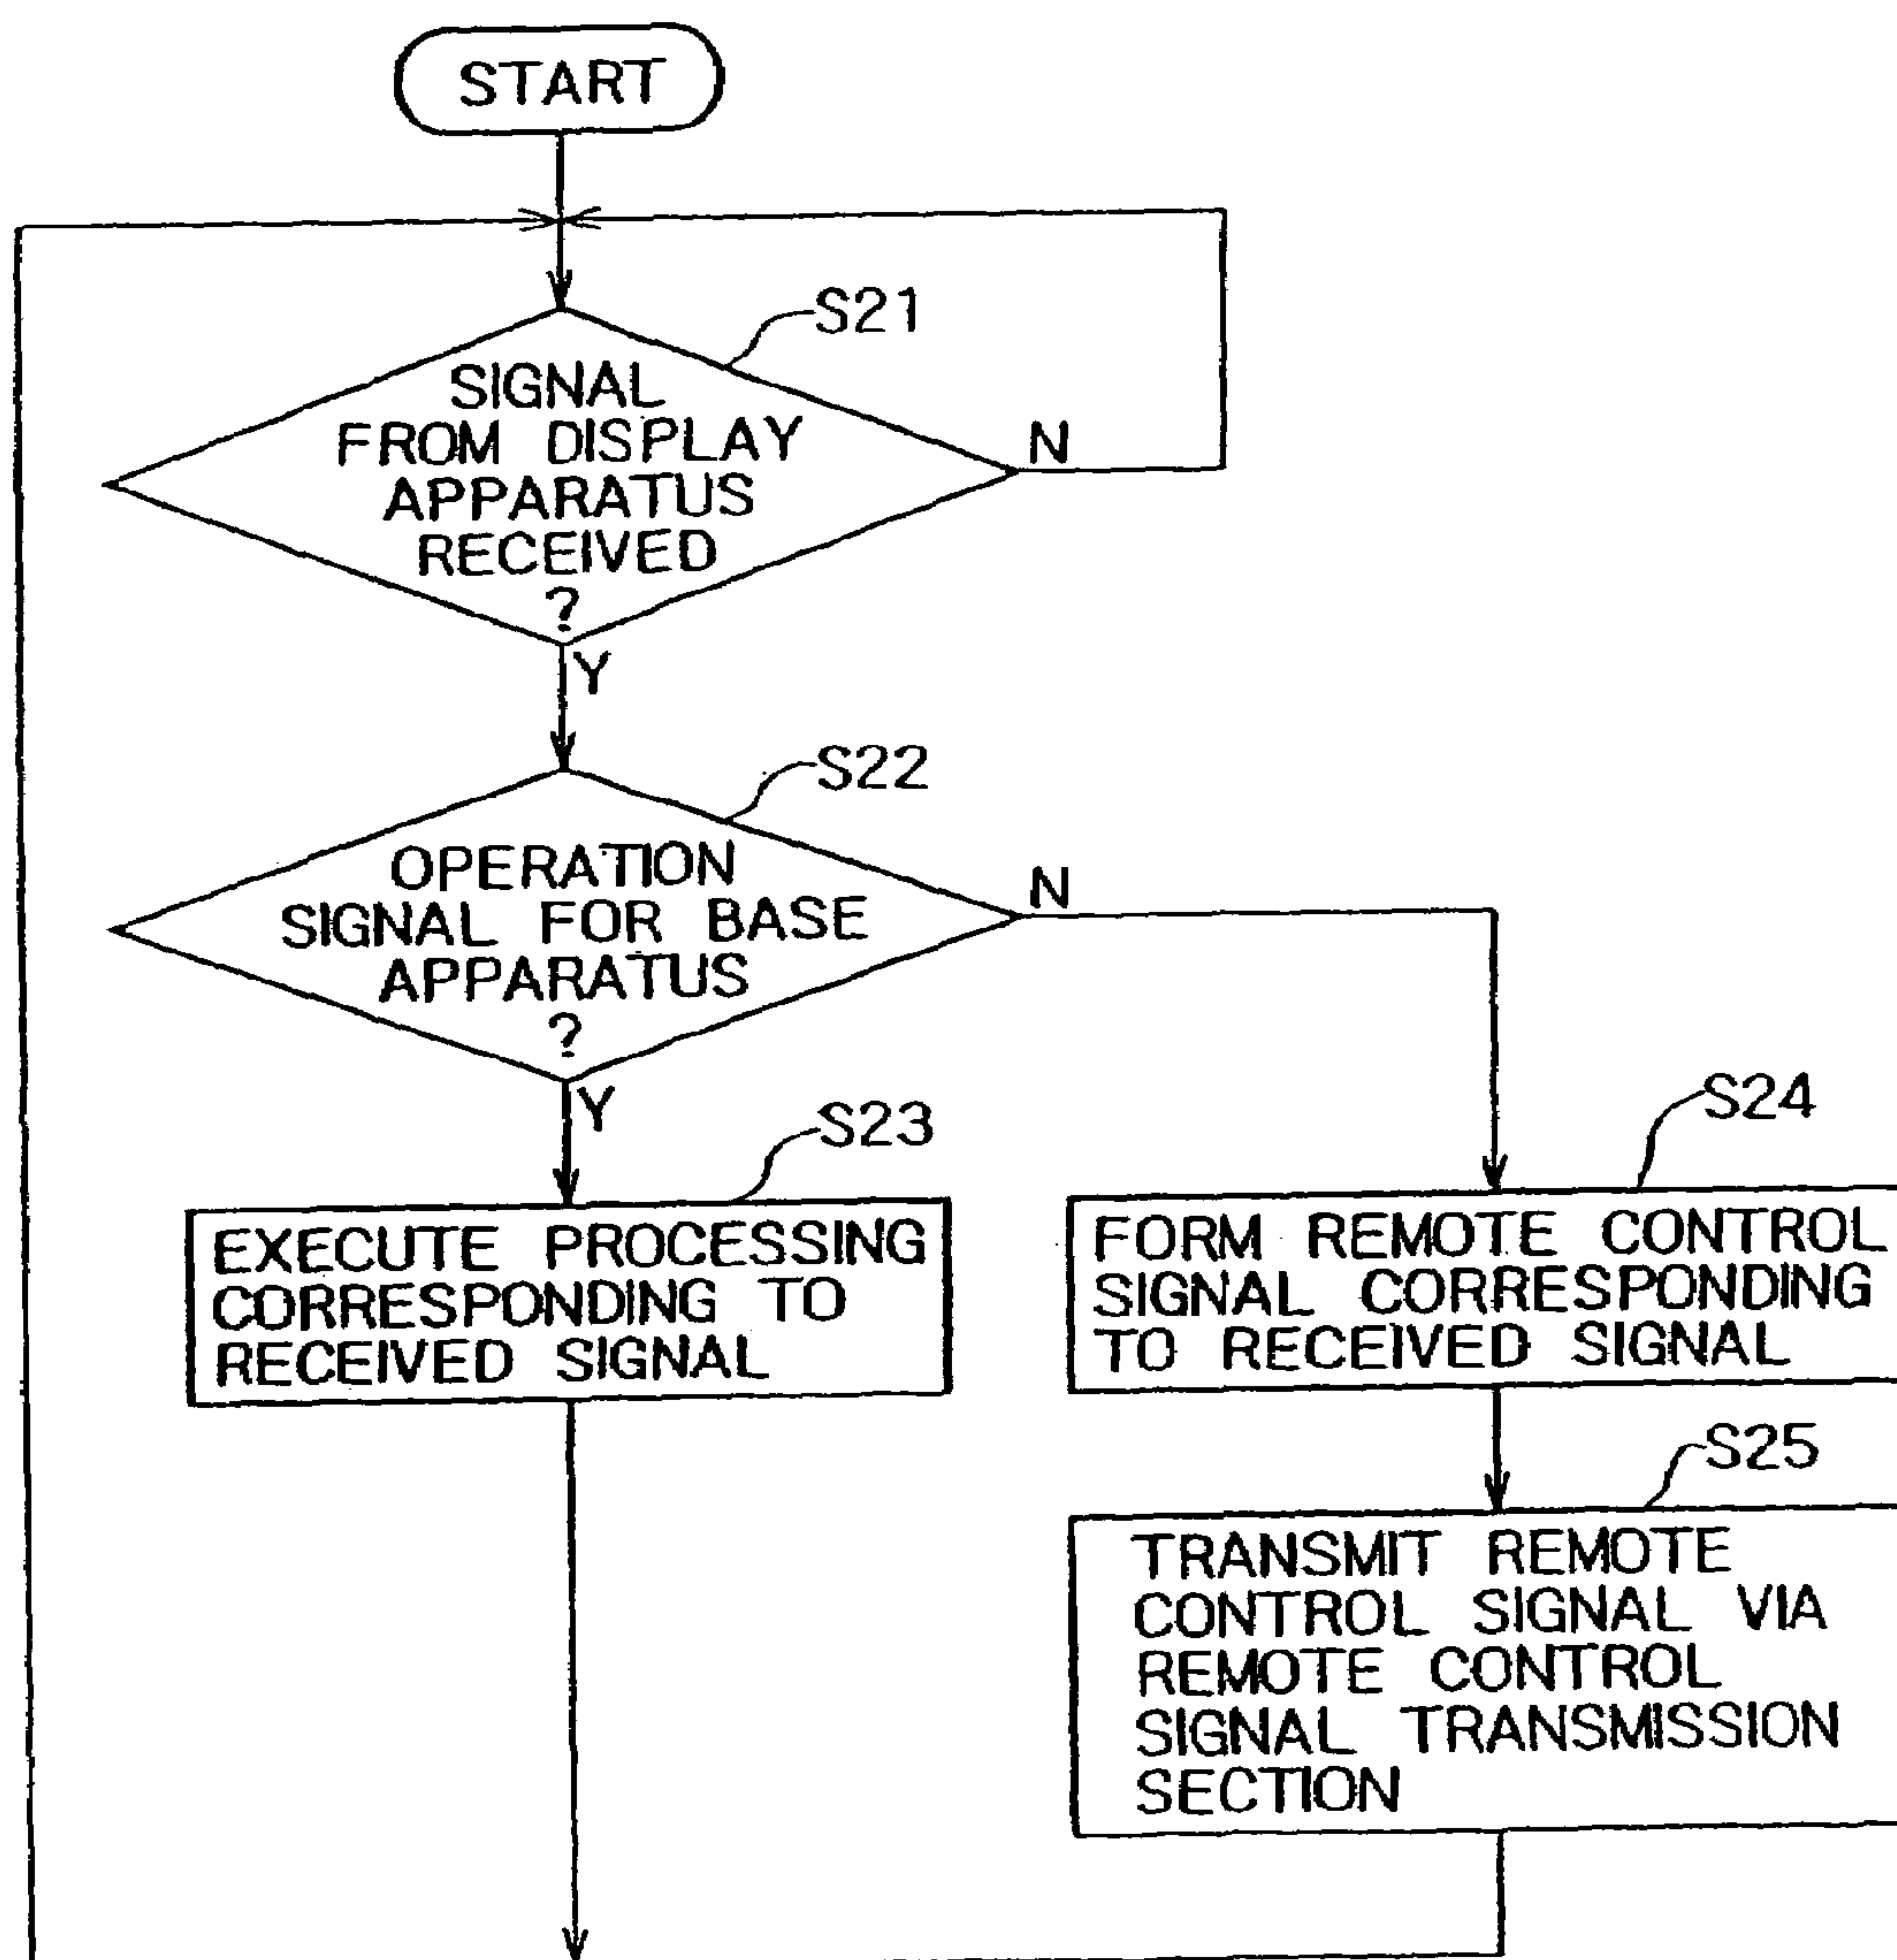 START
S21
SIGNAL
FROM DISPLAY
APPARATUS
RECEIVED
?
N
Y
S22
OPERATION
SIGNAL FOR BASE
APPARATUS
?
N
Y
S23
EXECUTE PROCESSING
CORRESPONDING TO
RECEIVED SIGNAL
S24
FORM REMOTE CONTROL
SIGNAL CORRESPONDING
TO RECEIVED SIGNAL
S25
TRANSMIT REMOTE
CONTROL SIGNAL VIA
REMOTE CONTROL
SIGNAL TRANSMISSION
SECTION